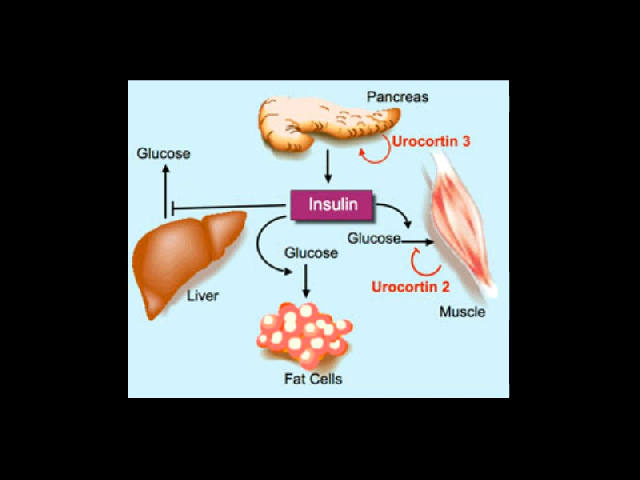 Pancreas
Urocortin 3
Glucose
Insulin
Glucose
Glucose
Urocortin 2
Liver
Muscle
Fat Cells